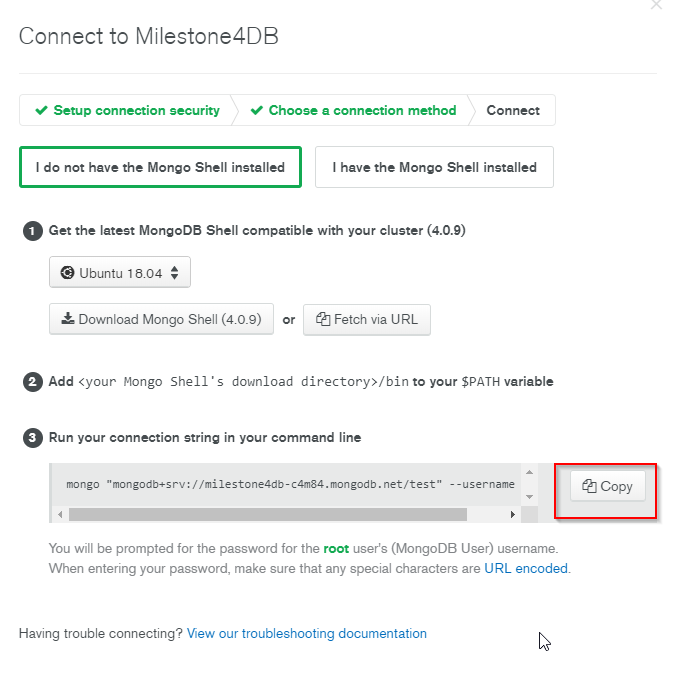 Connect to Milestone4DB
Setup connection security
Choose a connection method
Connect
I do not have the Mongo Shell installed
I have the Mongo Shell installed
1 Get the latest MongoDB Shell compatible with your cluster (4.0.9)
Ubuntu 18.04
Download Mongo Shell (4.0.9) or Fetch via URL
2 Add <your Mongo Shell's download directory>/bin to your $PATH variable
3 Run your connection string in your command line
mongo "mongodb+srv://milestone4db-c4m84.mongodb.net/test" --username
Copy
You will be prompted for the password for the root user's (MongoDB User) username.
When entering your password, make sure that any special characters are URL encoded.
Having trouble connecting? View our troubleshooting documentation